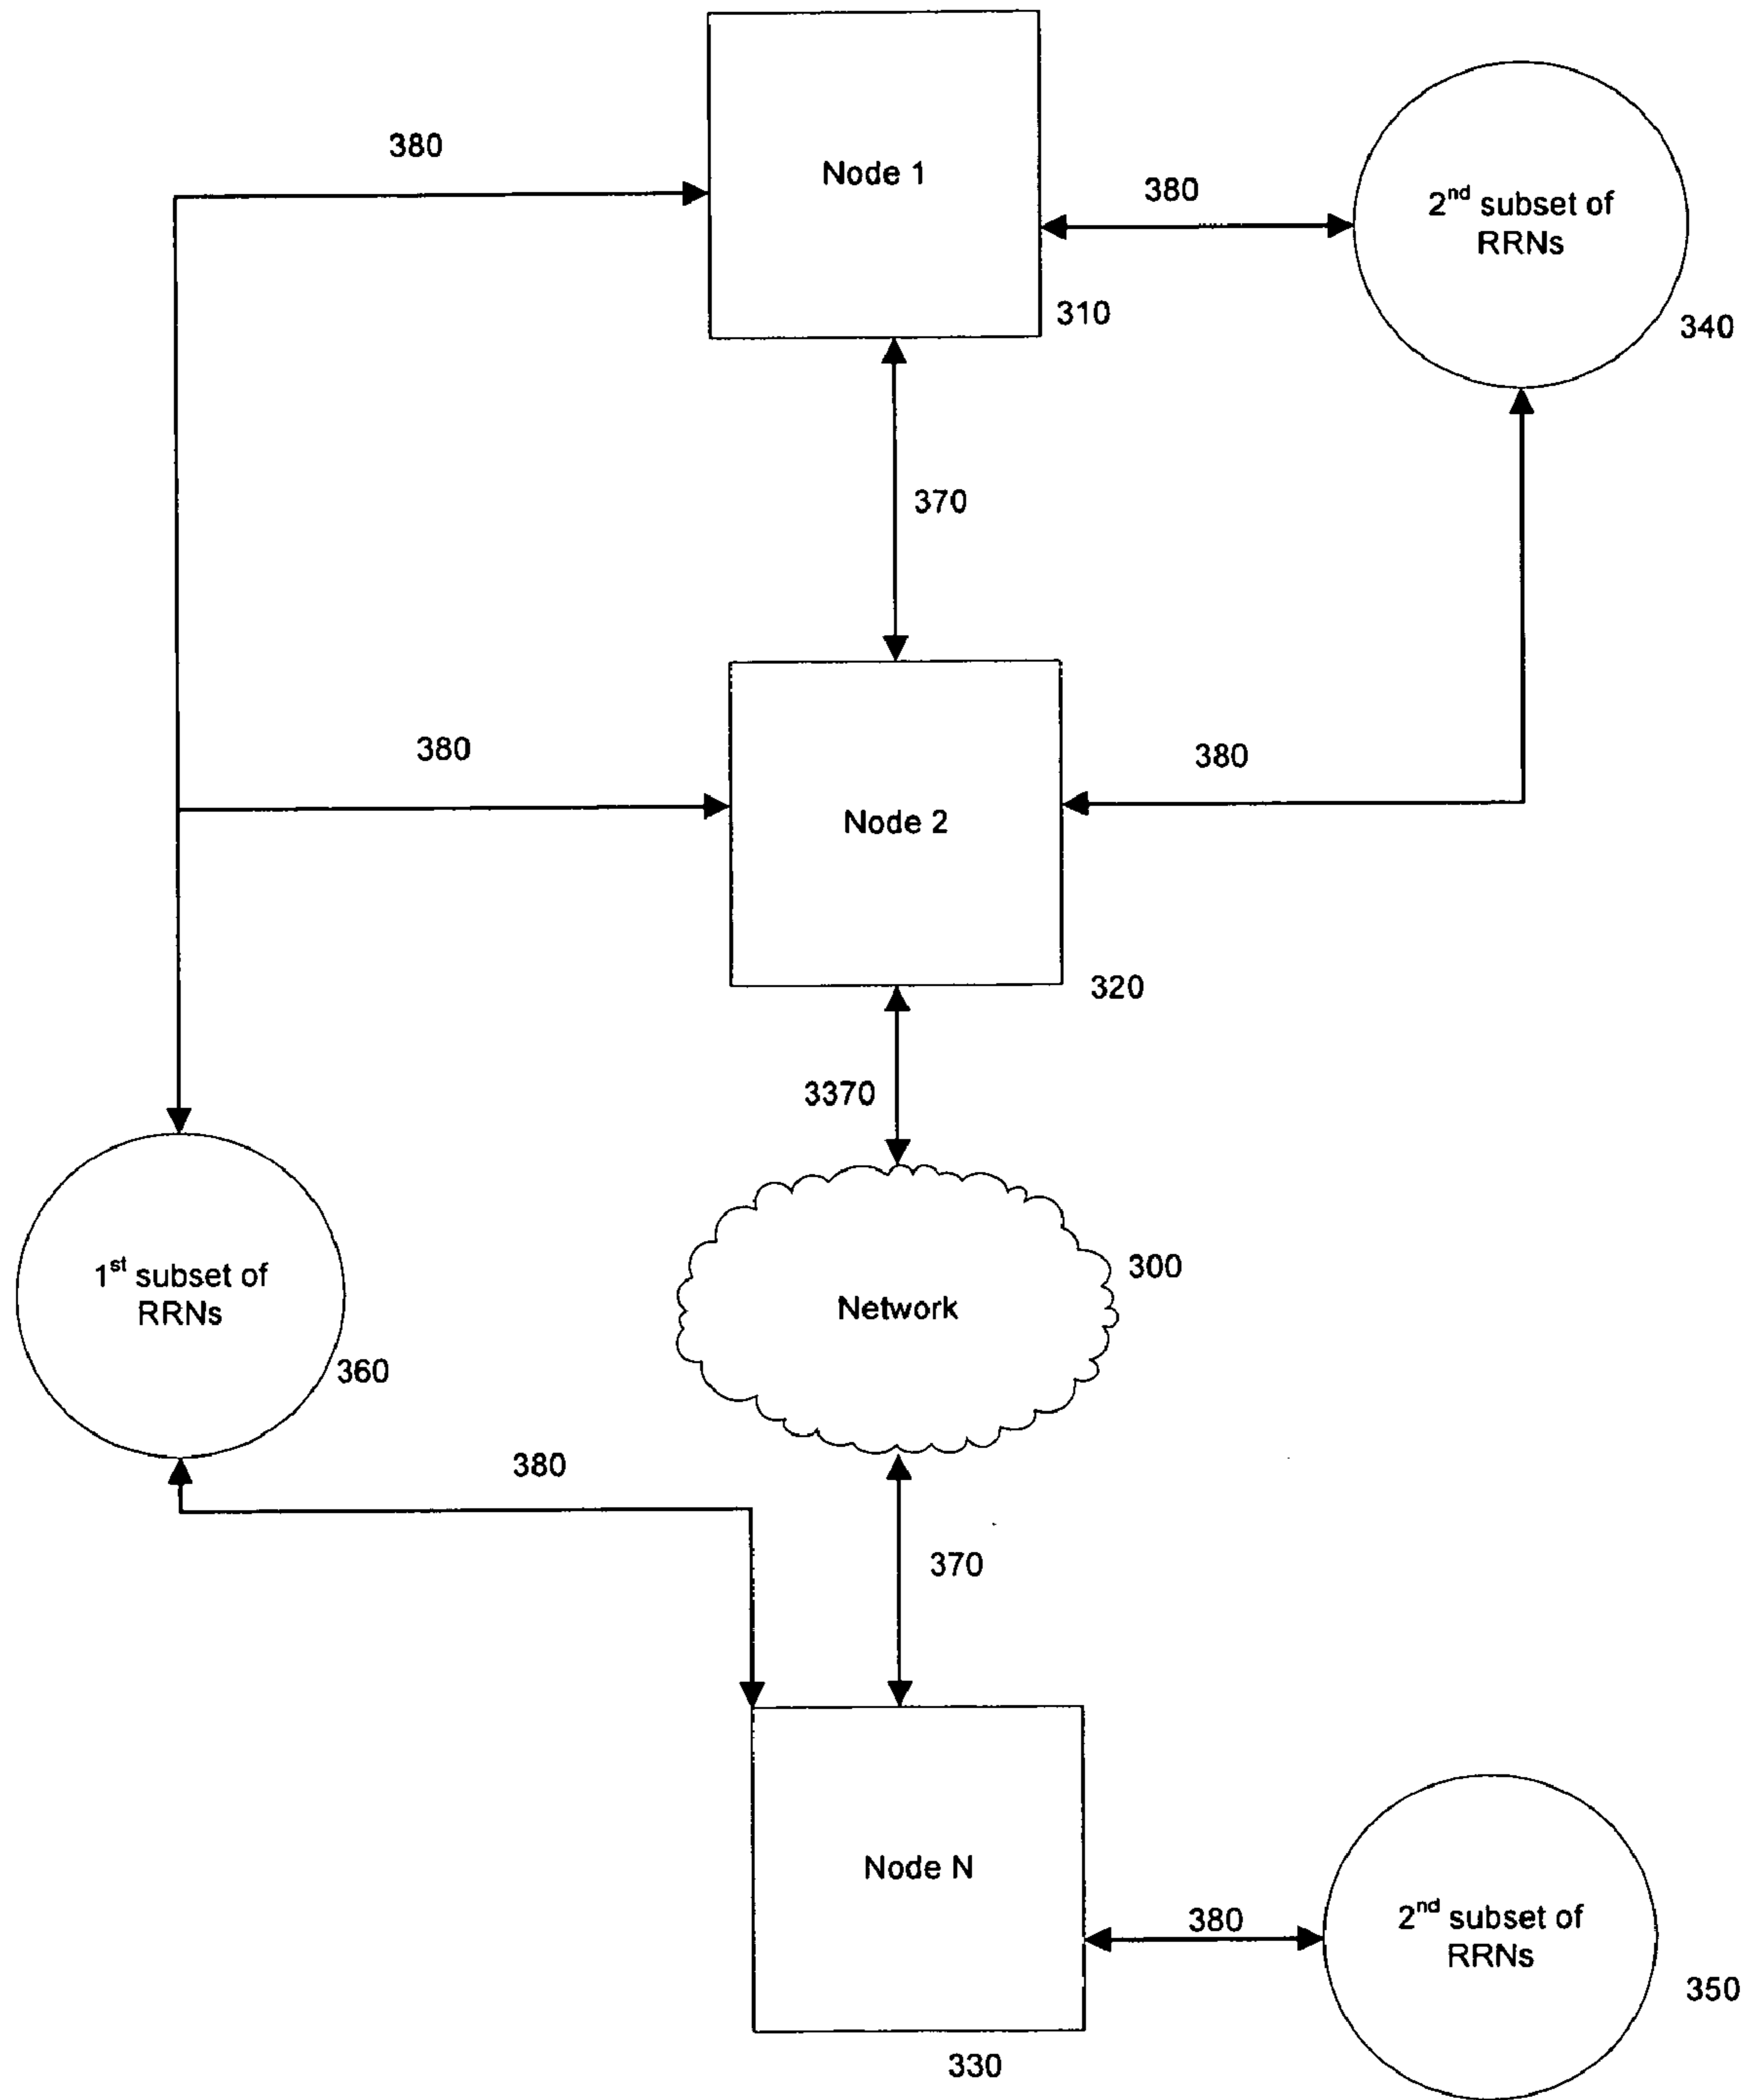 380
Node 1
380
2nd subset of
RRNs
310
340
370
380
Node 2
380
320
3370
1st subset of
RRNs
360
300
Network
380
370
Node N
380
2nd subset of
RRNs
350
330